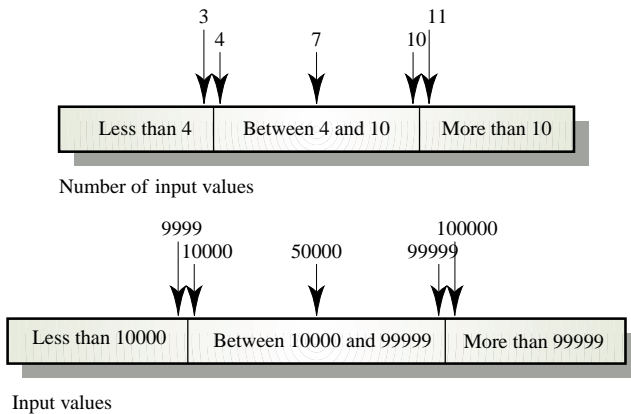 3 11
4 7 10
Less than 4 Between 4 and 10 More than 10
Number of input values
9999 100000
10000 50000 99999
Less than 10000 Between 10000 and 99999 More than 99999
Input values